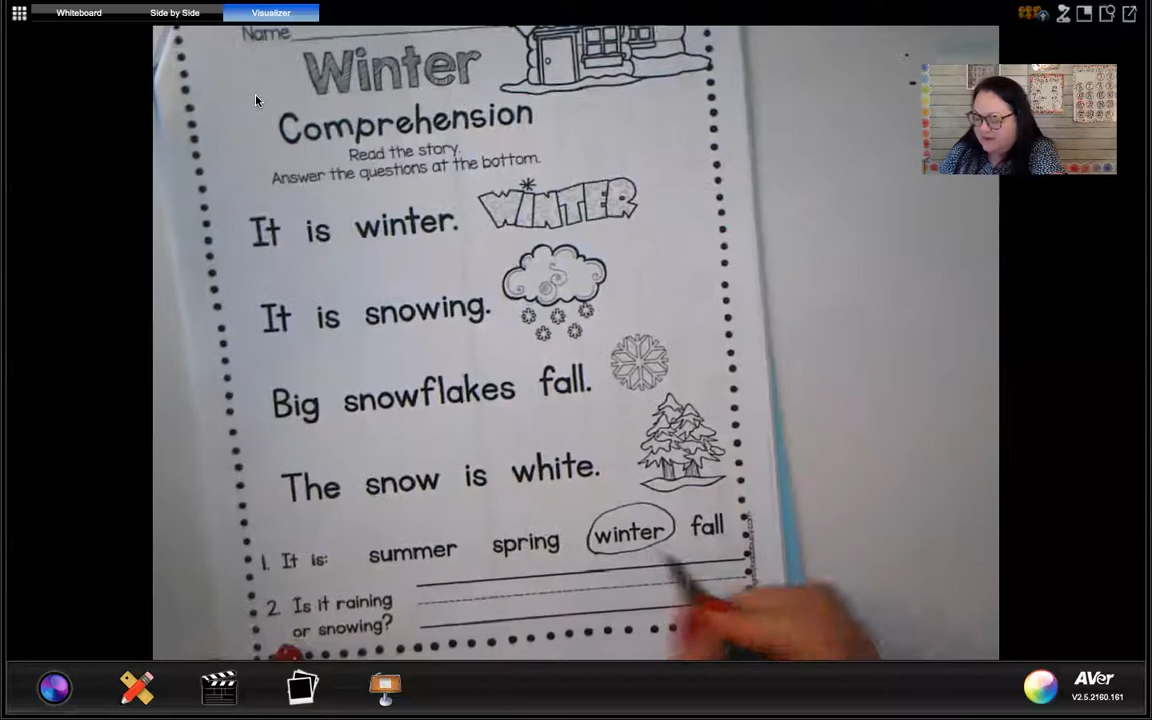 Whiteboard Side by Side Visualizer
Name
Winter
Comprehension
Read the story.
Answer the questions at the bottom.
It is winter. WINTER
It is snowing.
Big snowflakes fall.
The snow is white.
1. It is: summer spring winter fall
2. Is it raining
or snowing?
AVer
V2.5.2160.161